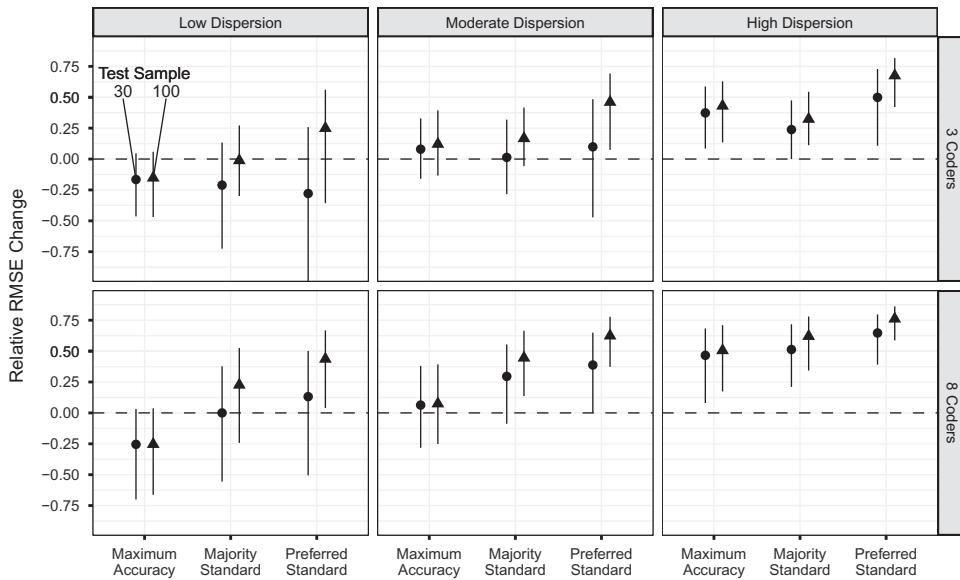 Low Dispersion
Moderate Dispersion
High Dispersion
Relative RMSE Change
0.75
0.50
0.25
0.00
−0.25
−0.50
−0.75
Test Sample
30
100
3 Coders
0.75
0.50
0.25
0.00
−0.25
−0.50
−0.75
8 Coders
Maximum
Accuracy
Majority
Standard
Preferred
Standard
Maximum
Accuracy
Majority
Standard
Preferred
Standard
Maximum
Accuracy
Majority
Standard
Preferred
Standard